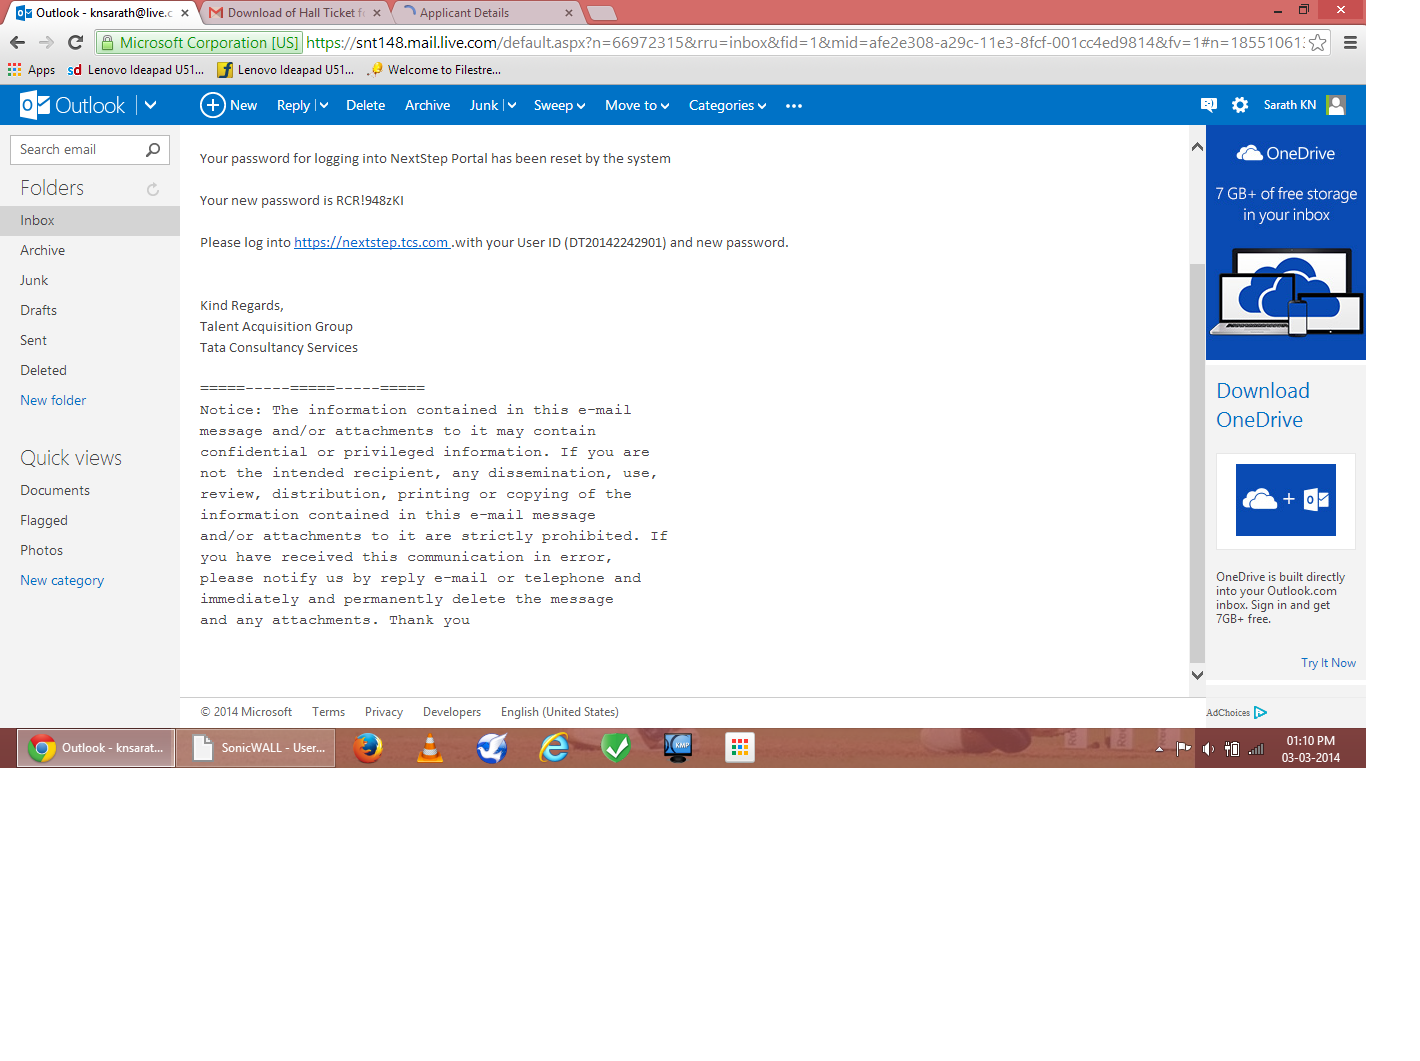 Outlook - knsarath@live.c
Download of Hall Ticket f
Applicant Details
Microsoft Corporation [US] https://snt148.mail.live.com/default.aspx?n=66972315&rru=inbox&fid=1&mid=afe2e308-a29c-11e3-8fcf-001cc4ed9814&fv=1#n=185510613
Apps
sd Lenovo Ideapad U51...
f Lenovo Ideapad U51...
Welcome to Filestre...
Outlook
New Reply Delete Archive Junk Sweep Move to Categories ...
Sarath KN
Search email
Folders
Inbox
Archive
Junk
Drafts
Sent
Deleted
New folder
Quick views
Documents
Flagged
Photos
New category
Your password for logging into NextStep Portal has been reset by the system
Your new password is RCR!948zKI
Please log into https://nextstep.tcs.com .with your User ID (DT20142242901) and new password.
Kind Regards,
Talent Acquisition Group
Tata Consultancy Services
=====-----=====-----=====
Notice: The information contained in this e-mail
message and/or attachments to it may contain
confidential or privileged information. If you are
not the intended recipient, any dissemination, use,
review, distribution, printing or copying of the
information contained in this e-mail message
and/or attachments to it are strictly prohibited. If
you have received this communication in error,
please notify us by reply e-mail or telephone and
immediately and permanently delete the message
and any attachments. Thank you
OneDrive
7 GB+ of free storage
in your inbox
Download
OneDrive
+
OneDrive is built directly
into your Outlook.com
inbox. Sign in and get
7GB+ free.
Try It Now
© 2014 Microsoft Terms Privacy Developers English (United States)
AdChoices
Outlook - knsarat...
SonicWALL - User...
KMP
01:10 PM
03-03-2014